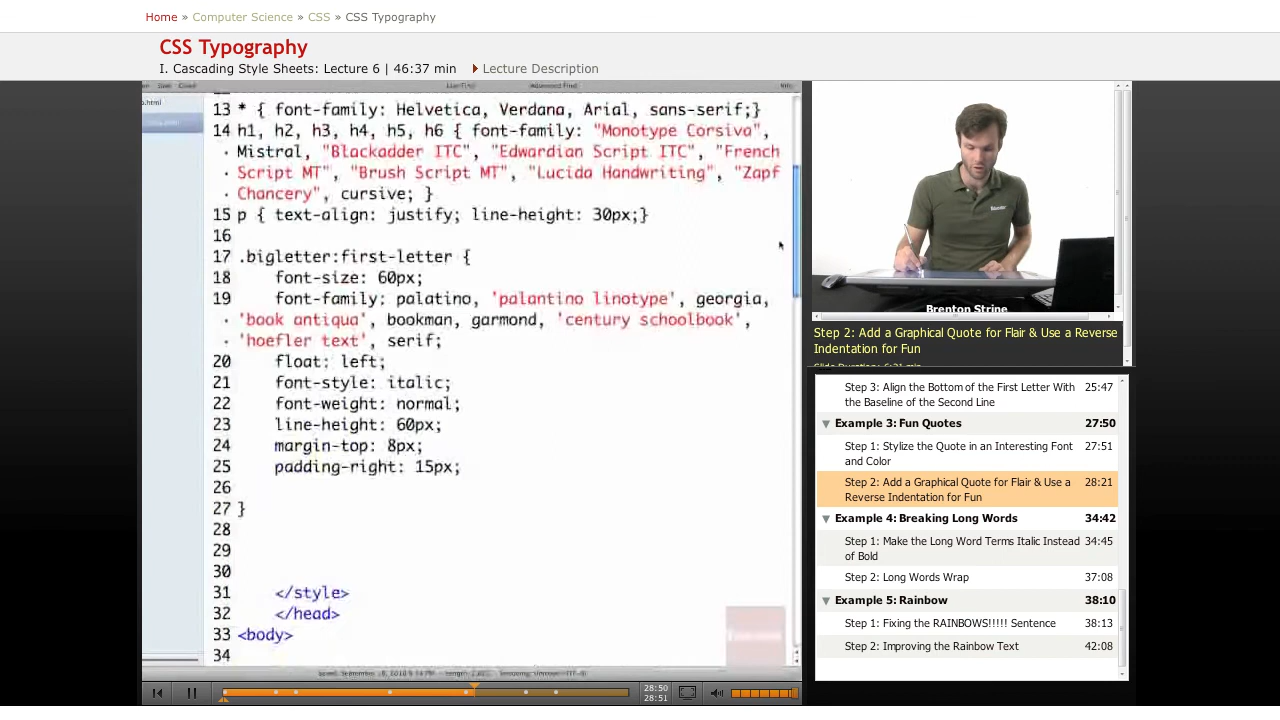 Home » Computer Science » CSS » CSS Typography
CSS Typography
I. Cascading Style Sheets: Lecture 6 | 46:37 min Lecture Description
13 * { font-family: Helvetica, Verdana, Arial, sans-serif;}
14 h1, h2, h3, h4, h5, h6 { font-family: "Monotype Corsiva",
Mistral, "Blackadder ITC", "Edwardian Script ITC", "French
Script MT", "Brush Script MT", "Lucida Handwriting", "Zapf
Chancery", cursive; }
15 p { text-align: justify; line-height: 30px;}
16
17 .bigletter:first-letter {
18 font-size: 60px;
19 font-family: palatino, 'palantino linotype', georgia,
'book antiqua', bookman, garmond, 'century schoolbook',
'hoefler text', serif;
20 float: left;
21 font-style: italic;
22 font-weight: normal;
23 line-height: 60px;
24 margin-top: 8px;
25 padding-right: 15px;
26
27 }
28
29
30
31 </style>
32 </head>
33 <body>
34
28:50
28:51
Brenton Strine
Step 2: Add a Graphical Quote for Flair & Use a Reverse
Indentation for Fun
Slide Duration: 6:21 min
Step 3: Align the Bottom of the First Letter With 25:47
the Baseline of the Second Line
Example 3: Fun Quotes 27:50
Step 1: Stylize the Quote in an Interesting Font 27:51
and Color
Step 2: Add a Graphical Quote for Flair & Use a 28:21
Reverse Indentation for Fun
Example 4: Breaking Long Words 34:42
Step 1: Make the Long Word Terms Italic Instead 34:45
of Bold
Step 2: Long Words Wrap 37:08
Example 5: Rainbow 38:10
Step 1: Fixing the RAINBOWS!!!!! Sentence 38:13
Step 2: Improving the Rainbow Text 42:08